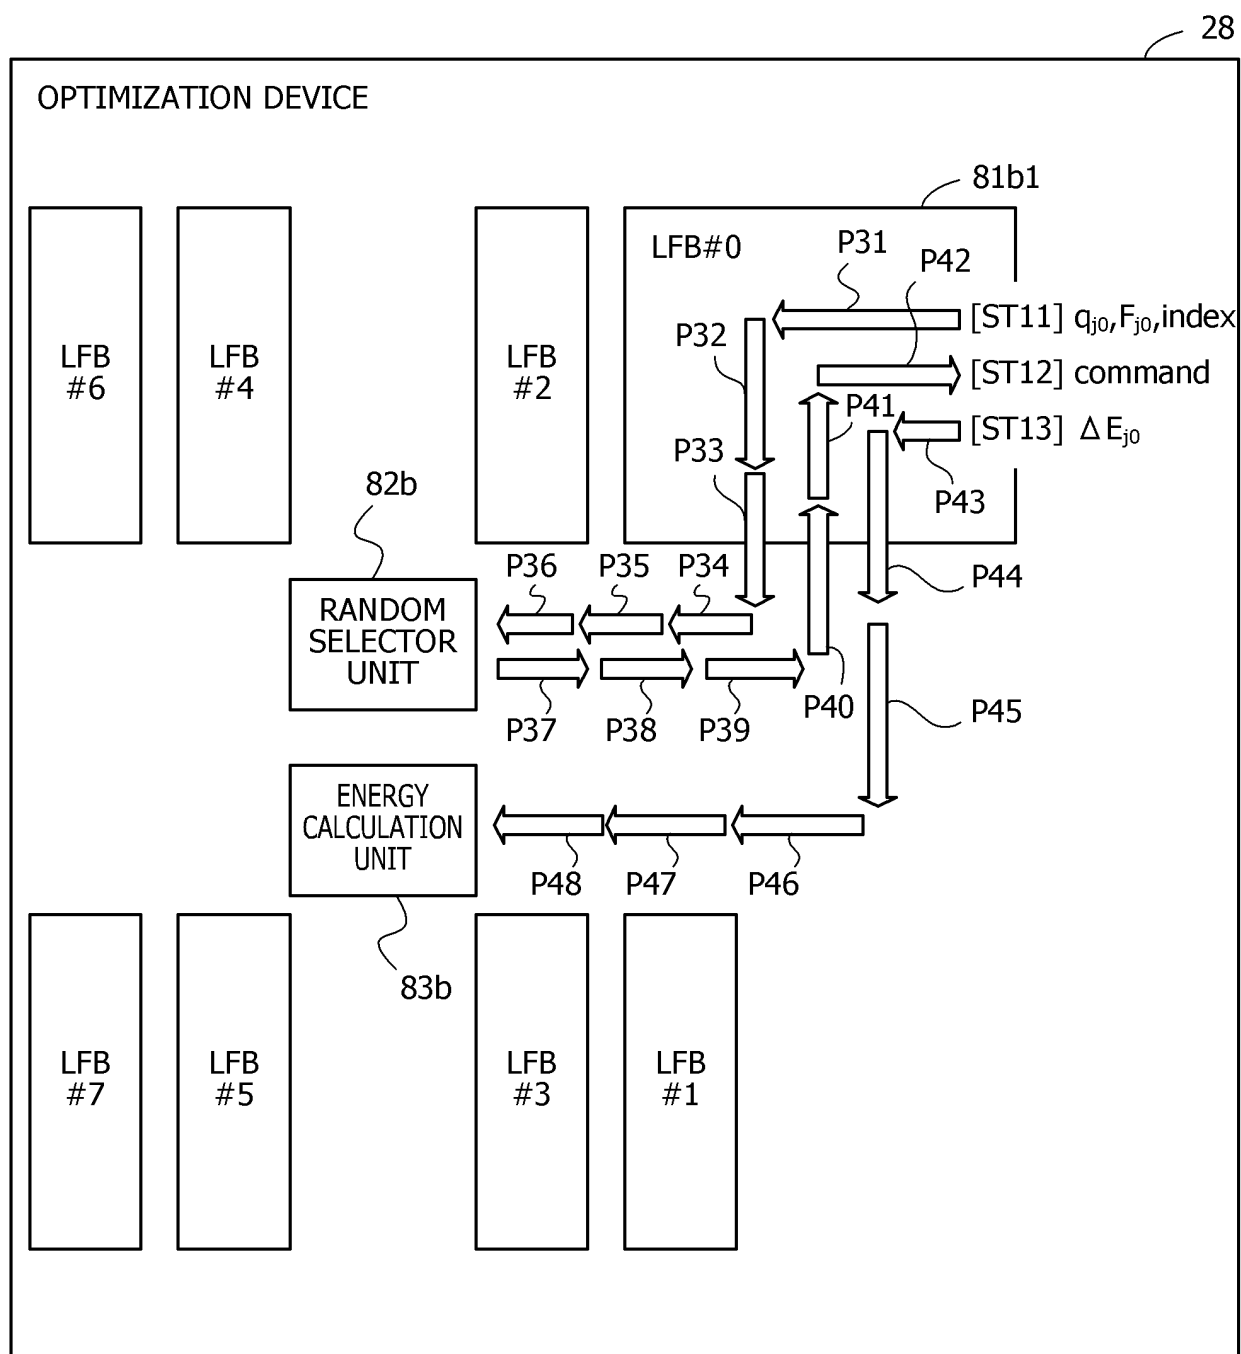 28
OPTIMIZATION DEVICE
81b1
LFB#0
P31
P42
[ST11] qj0,Fj0,index
P32
LFB
#6
LFB
#4
LFB
#2
[ST12] command
P41
[ST13] ΔEj0
P33
P43
82b
P36
P35
P34
P44
RANDOM
SELECTOR
UNIT
P37
P38
P39
P40
P45
ENERGY
CALCULATION
UNIT
P48
P47
P46
83b
LFB
#7
LFB
#5
LFB
#3
LFB
#1